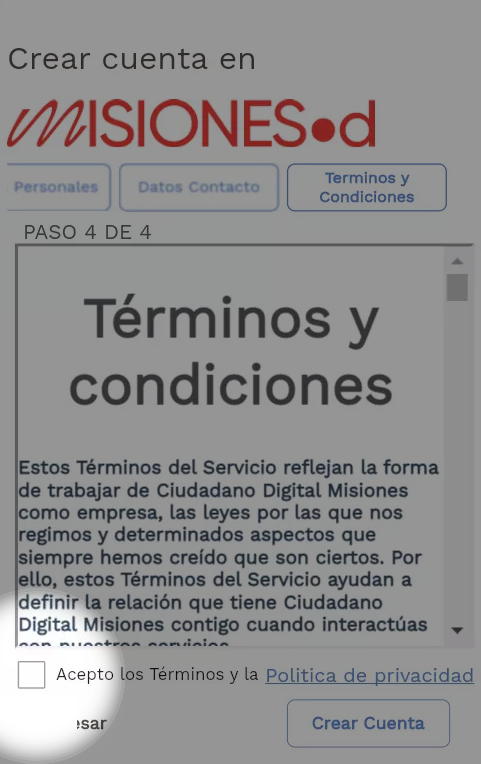 Crear cuenta en
MISIONES●d
Personales
Datos Contacto
Terminos y
Condiciones
PASO 4 DE 4
Términos y
condiciones
Estos Términos del Servicio reflejan la forma
de trabajar de Ciudadano Digital Misiones
como empresa, las leyes por las que nos
regimos y determinados aspectos que
siempre hemos creído que son ciertos. Por
ello, estos Términos del Servicio ayudan a
definir la relación que tiene Ciudadano
Digital Misiones contigo cuando interactúas
con nuestros servicios.
Acepto los Términos y la Politica de privacidad
esar
Crear Cuenta